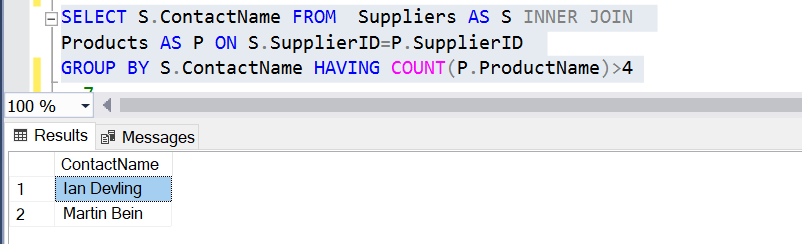 SELECT S.ContactName FROM  Suppliers AS S INNER JOIN
Products AS P ON S.SupplierID=P.SupplierID
GROUP BY S.ContactName HAVING COUNT(P.ProductName)>4
100 %
Results Messages
ContactName
1 Ian Devling
2 Martin Bein